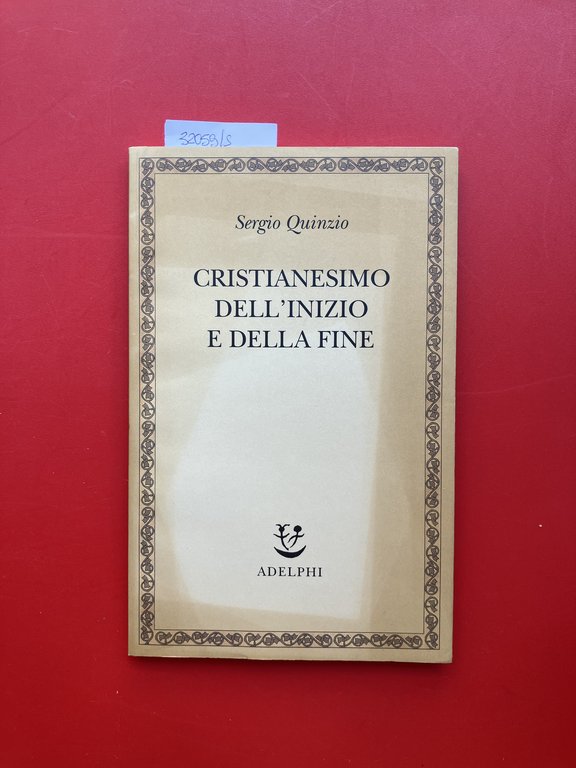 32059/S
Sergio Quinzio
CRISTIANESIMO
DELL'INIZIO
E DELLA FINE
ADELPHI